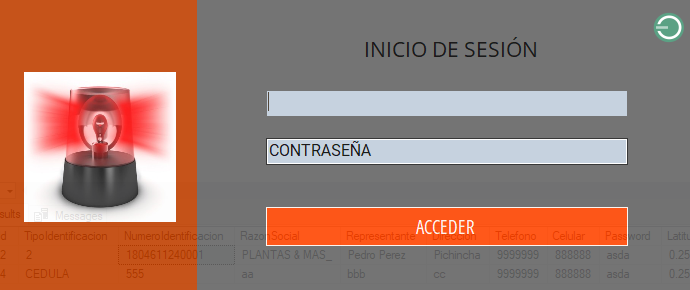 INICIO DE SESIÓN
CONTRASEÑA
ACCEDER
sults Messages
d TipoIdentificacion NumeroIdentificacion RazonSocial Representante Direccion Telefono Celular Password Latitu
2 2 1804611240001 PLANTAS & MAS_ Pedro Perez Pichincha 9999999 888888 asda 0.25
4 CEDULA 555 aa bbb cc 9999999 888888 asda 0.25